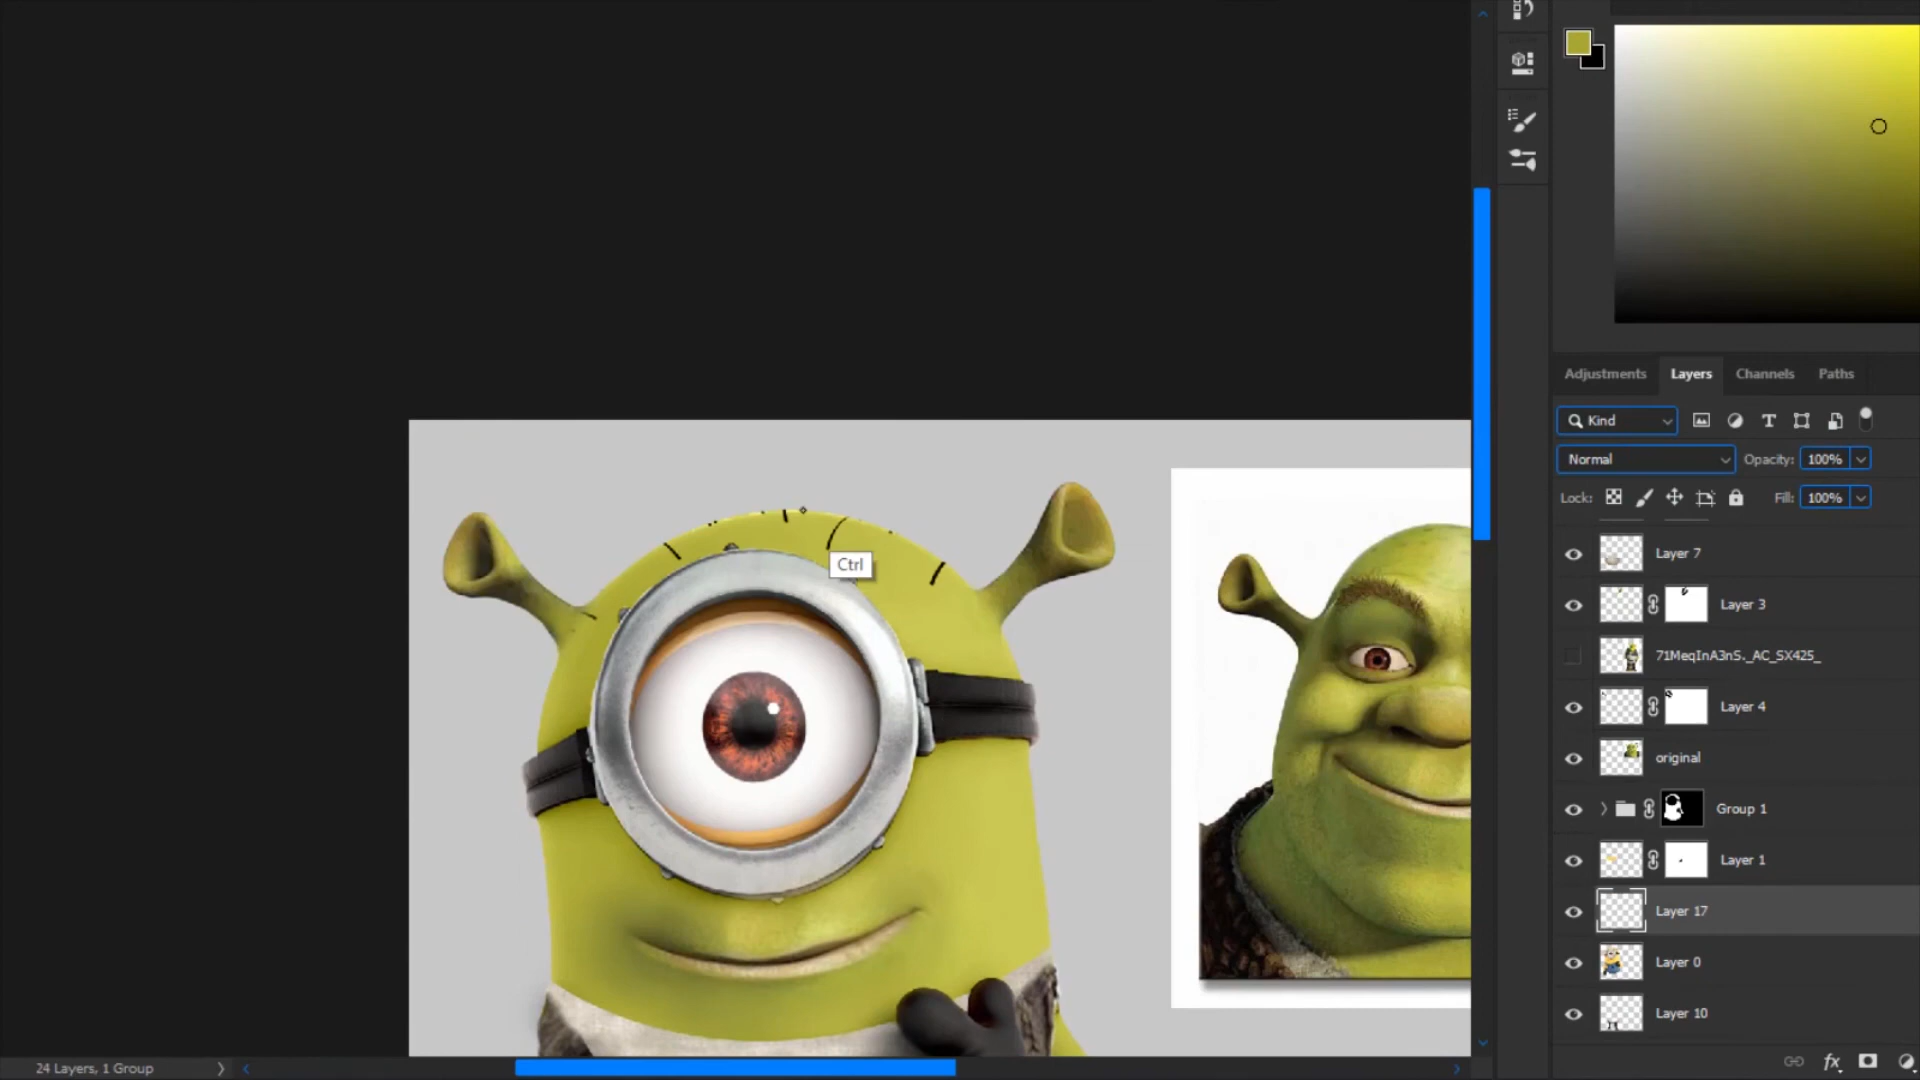 Adjustments Layers Channels Paths
Kind
Normal Opacity: 100%
Lock: Fill: 100%
Layer 7
Layer 3
71MeqInA3nS._AC_SX425_
Layer 4
original
Group 1
Layer 1
Layer 17
Layer 0
Layer 10
Ctrl
24 Layers, 1 Group